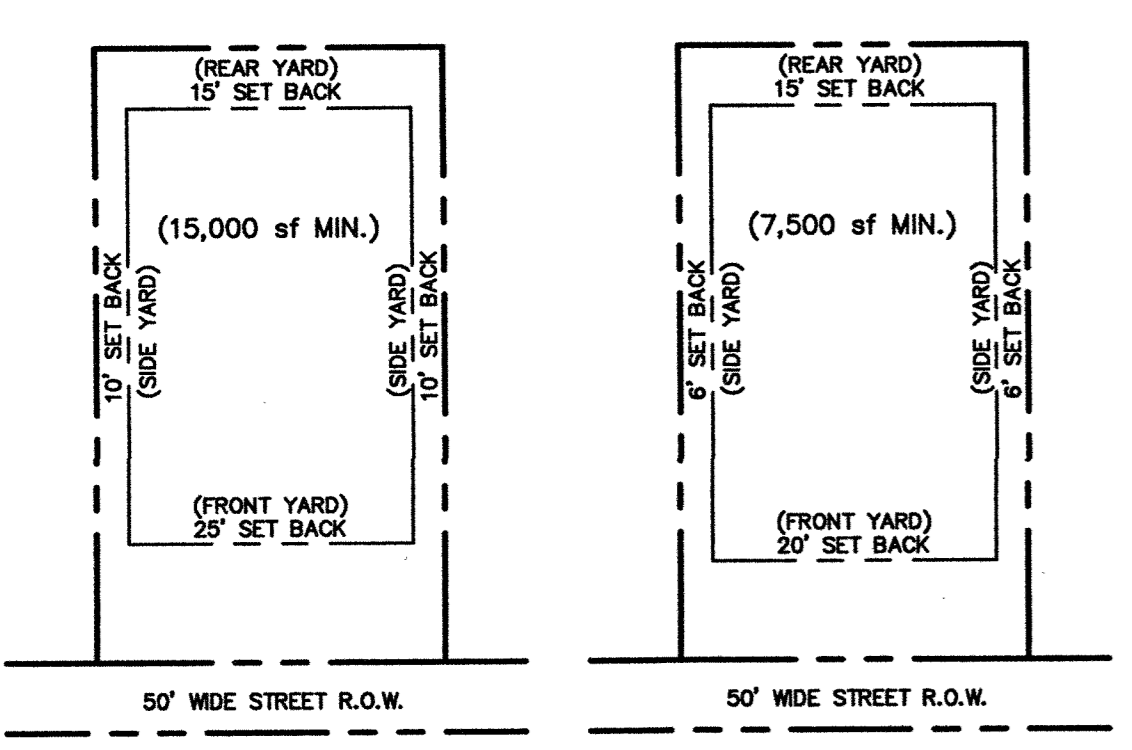 (REAR YARD)
15' SET BACK
(15,000 sf MIN.)
10' SET BACK
(SIDE YARD)
(SIDE YARD)
10' SET BACK
(FRONT YARD)
25' SET BACK
50' WIDE STREET R.O.W.
(REAR YARD)
15' SET BACK
(7,500 sf MIN.)
6' SET BACK
(SIDE YARD)
(SIDE YARD)
6' SET BACK
(FRONT YARD)
20' SET BACK
50' WIDE STREET R.O.W.